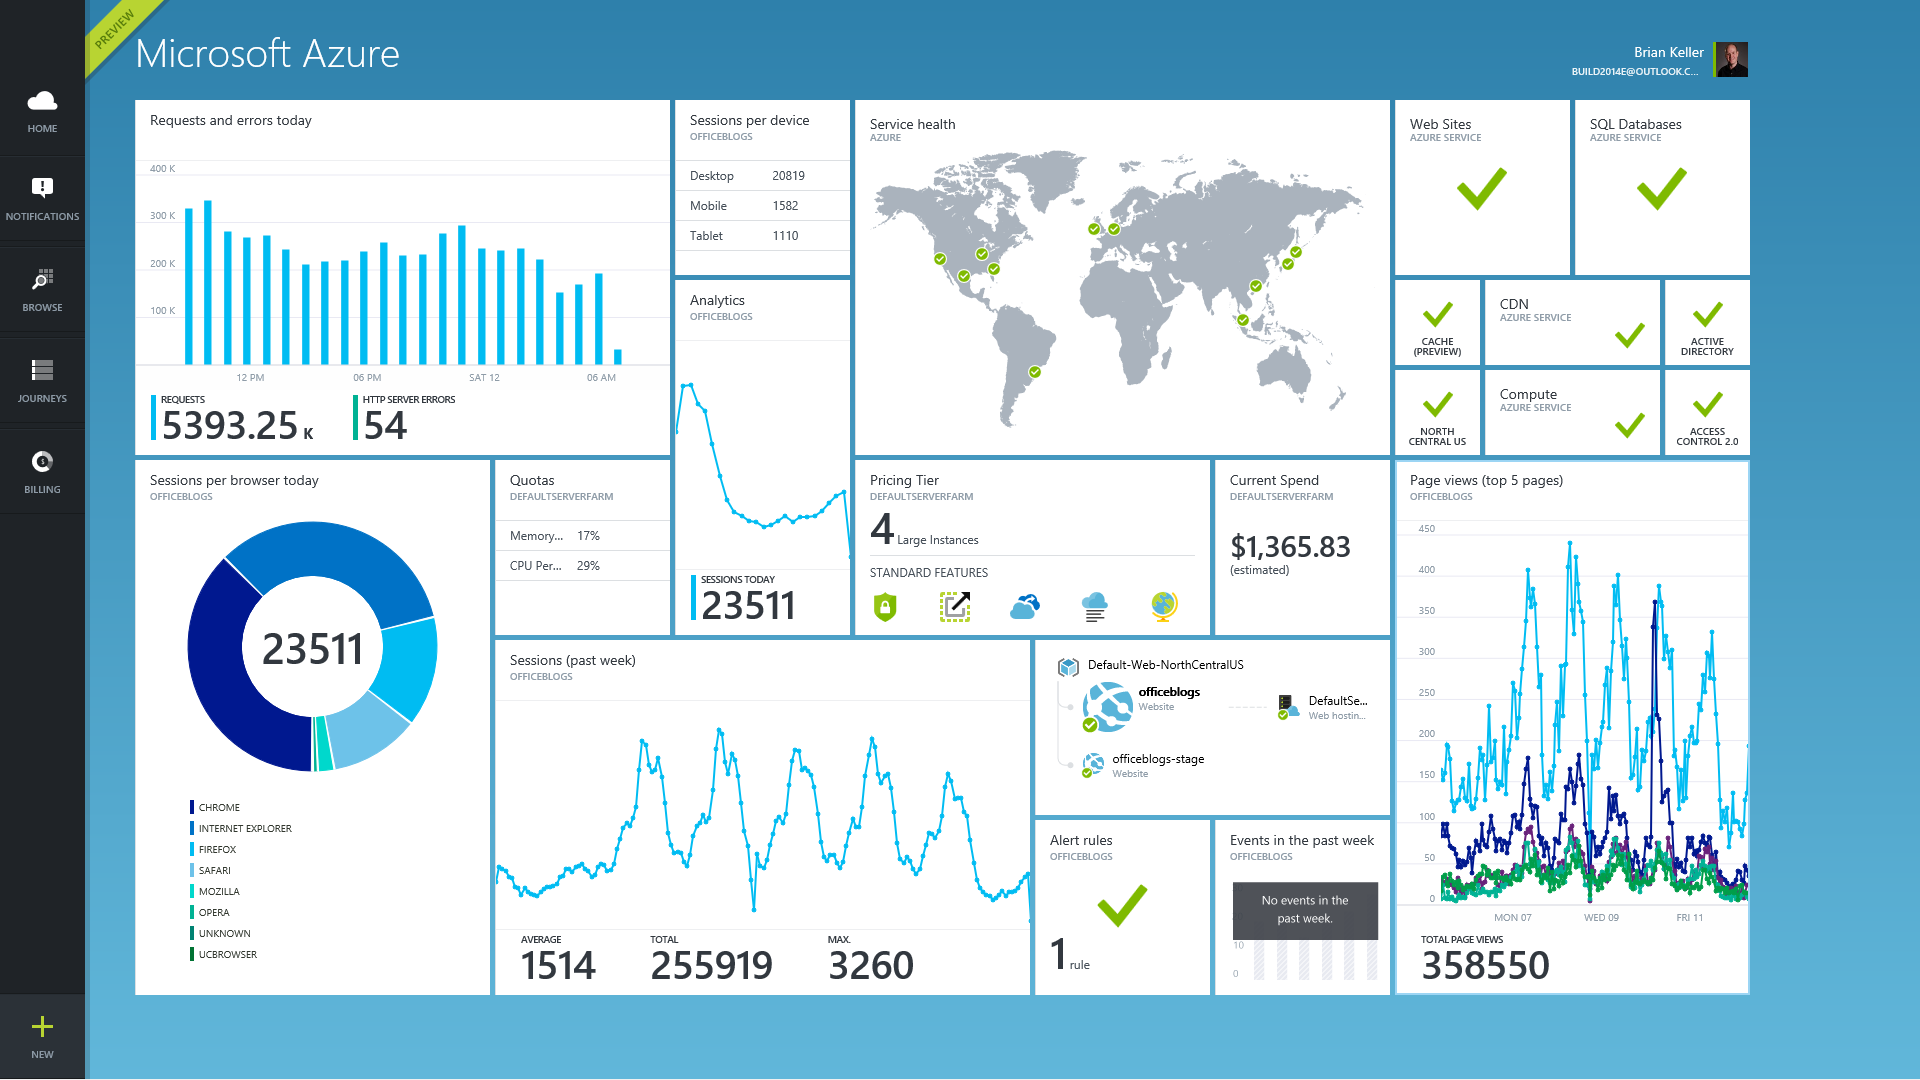 PREVIEW
Microsoft Azure
Brian Keller
BUILD2014E@OUTLOOK.C...
HOME
NOTIFICATIONS
BROWSE
JOURNEYS
BILLING
NEW
Requests and errors today
400 K
300 K
200 K
100 K
12 PM
06 PM
SAT 12
06 AM
REQUESTS
5393.25 K
HTTP SERVER ERRORS
54
Sessions per device
OFFICEBLOGS
Desktop 20819
Mobile 1582
Tablet 1110
Analytics
OFFICEBLOGS
SESSIONS TODAY
23511
Service health
AZURE
Web Sites
AZURE SERVICE
SQL Databases
AZURE SERVICE
CACHE
(PREVIEW)
CDN
AZURE SERVICE
ACTIVE
DIRECTORY
NORTH
CENTRAL US
Compute
AZURE SERVICE
ACCESS
CONTROL 2.0
Sessions per browser today
OFFICEBLOGS
23511
CHROME
INTERNET EXPLORER
FIREFOX
SAFARI
MOZILLA
OPERA
UNKNOWN
UCBROWSER
Quotas
DEFAULTSERVERFARM
Memory... 17%
CPU Per... 29%
Pricing Tier
DEFAULTSERVERFARM
4 Large Instances
STANDARD FEATURES
Current Spend
DEFAULTSERVERFARM
$1,365.83
(estimated)
Sessions (past week)
OFFICEBLOGS
AVERAGE
1514
TOTAL
255919
MAX.
3260
Default-Web-NorthCentralUS
officeblogs
Website
DefaultSe...
Web hostin...
officeblogs-stage
Website
Alert rules
OFFICEBLOGS
1 rule
Events in the past week
OFFICEBLOGS
No events in the
past week.
10
0
Page views (top 5 pages)
OFFICEBLOGS
450
400
350
300
250
200
150
100
50
0
MON 07
WED 09
FRI 11
TOTAL PAGE VIEWS
358550